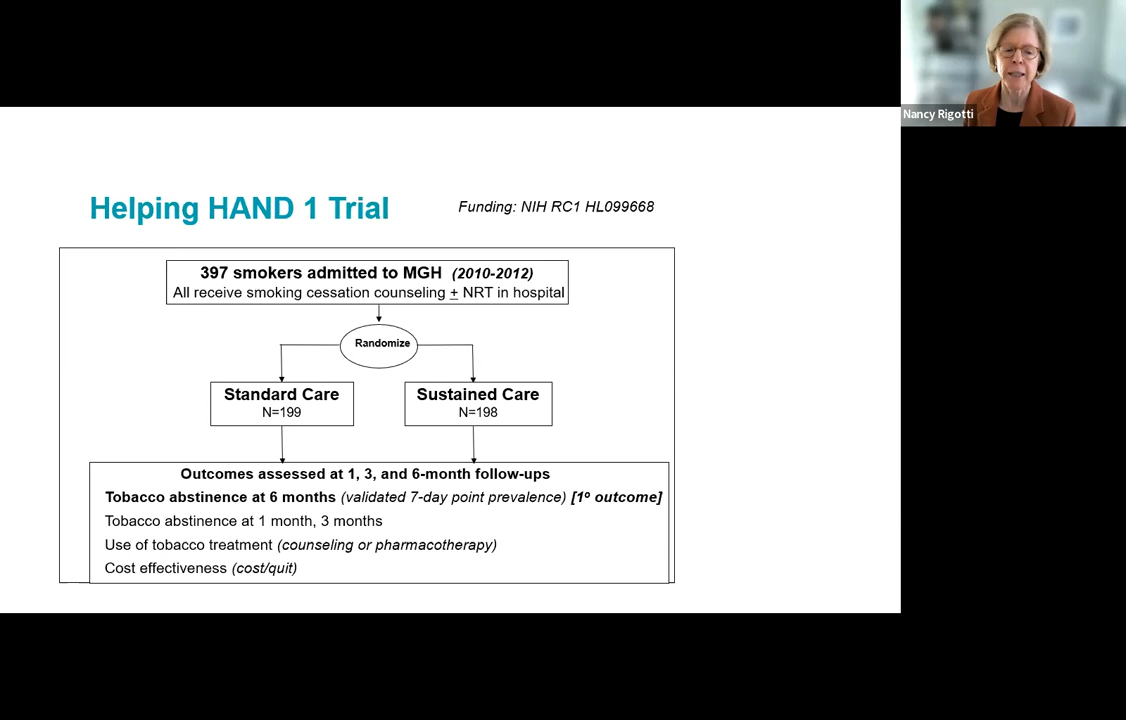 Nancy Rigotti
Helping HAND 1 Trial
Funding: NIH RC1 HL099668
397 smokers admitted to MGH (2010-2012)
All receive smoking cessation counseling + NRT in hospital
Randomize
Standard Care
N=199
Sustained Care
N=198
Outcomes assessed at 1, 3, and 6-month follow-ups
Tobacco abstinence at 6 months (validated 7-day point prevalence) [1º outcome]
Tobacco abstinence at 1 month, 3 months
Use of tobacco treatment (counseling or pharmacotherapy)
Cost effectiveness (cost/quit)